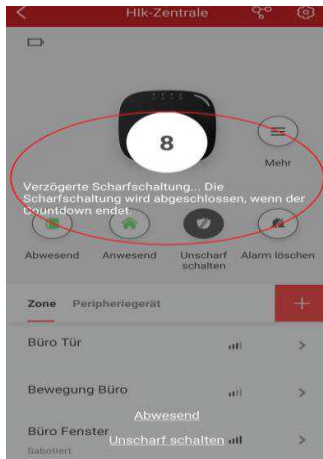 HIk-Zentrale
8
Mehr
Verzögerte Scharfschaltung... Die
Scharfschaltung wird abgeschlossen, wenn der
Countdown endet.
Abwesend Anwesend Unscharf schalten Alarm löschen
Zone Peripheriegerät
Büro Tür
Bewegung Büro
Abwesend
Büro Fenster
Unscharf schalten
Sabotiert